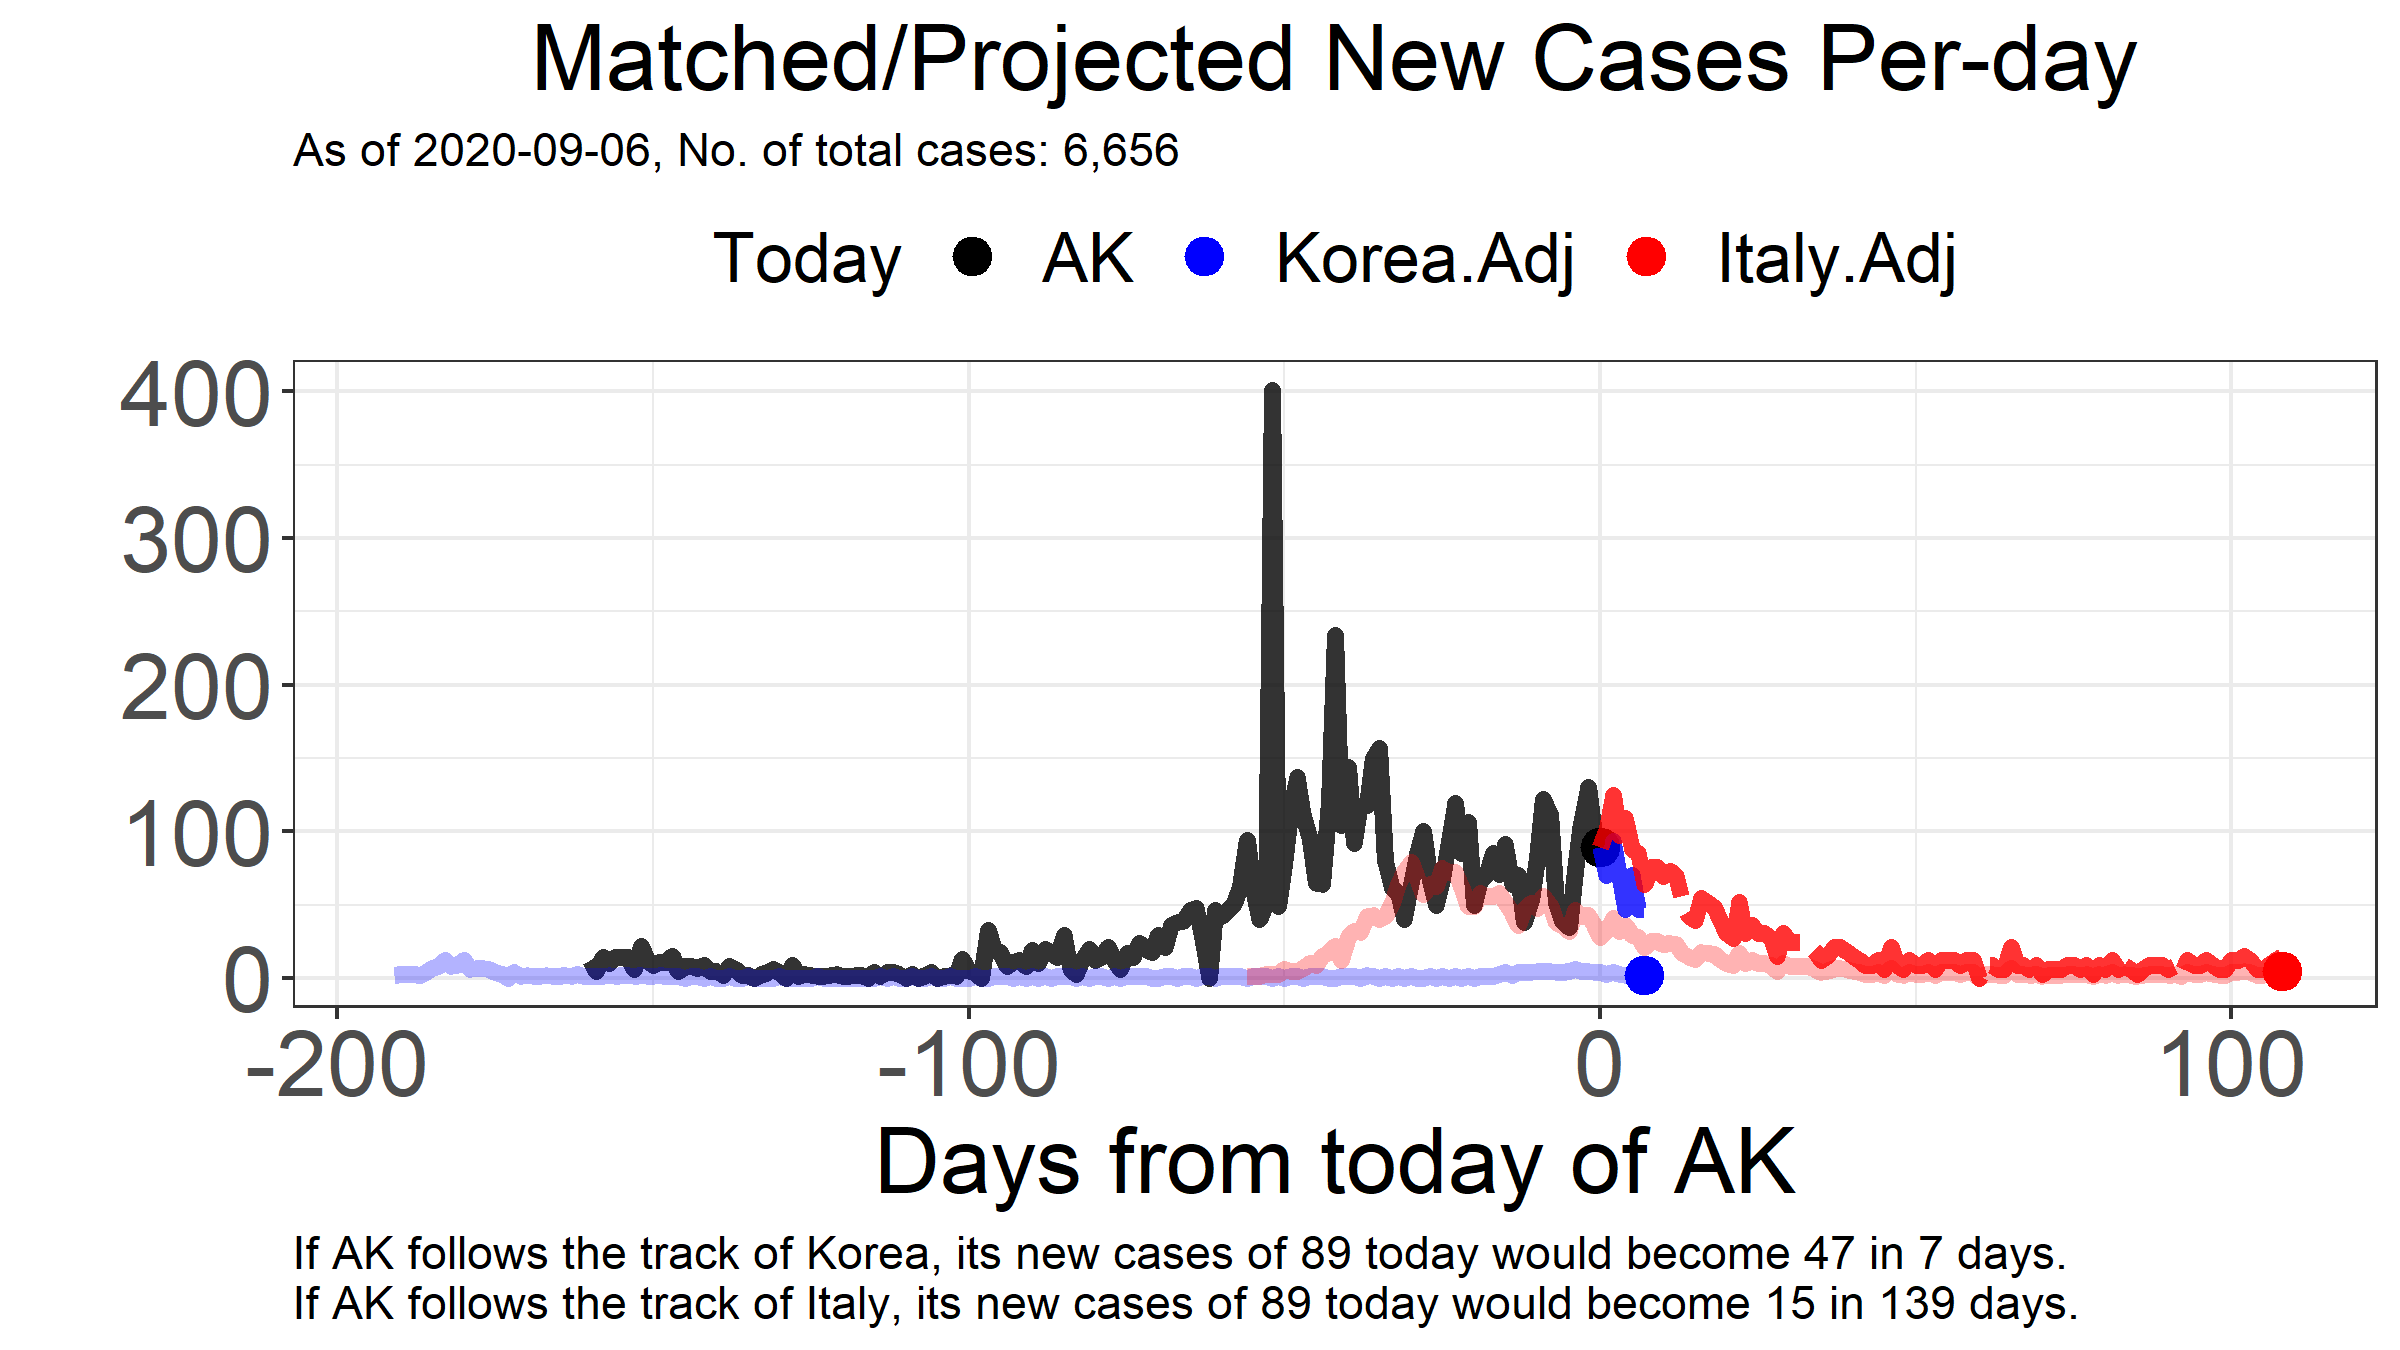 Matched/Projected New Cases Per-day
As of 2020-09-06, No. of total cases: 6,656
Today AK Korea.Adj Italy.Adj
400
300
200
100
0
-200 -100 0 100
Days from today of AK
If AK follows the track of Korea, its new cases of 89 today would become 47 in 7 days.
If AK follows the track of Italy, its new cases of 89 today would become 15 in 139 days.